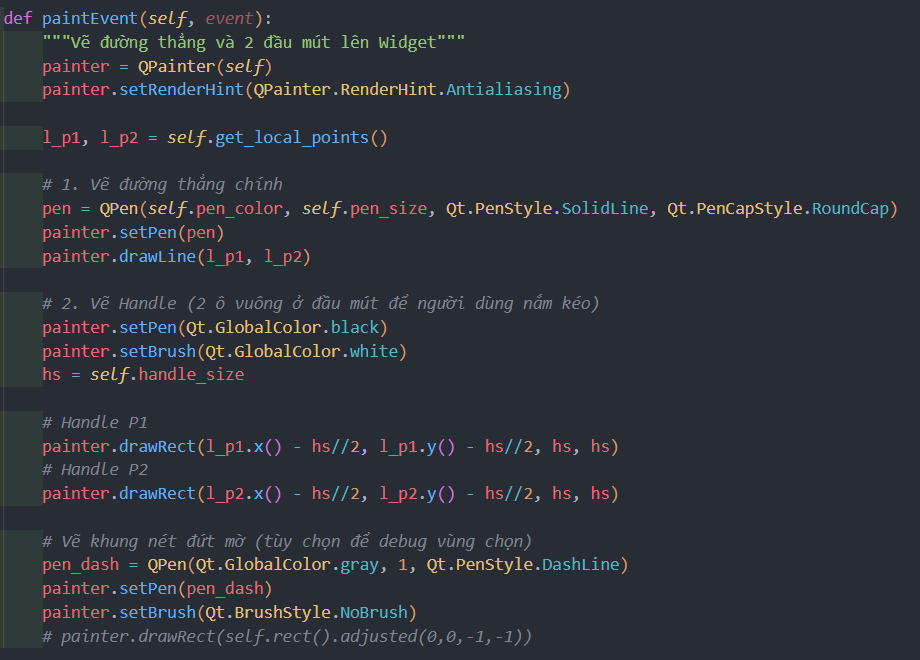 def paintEvent(self, event):
    """Vẽ đường thẳng và 2 đầu mút lên Widget"""
    painter = QPainter(self)
    painter.setRenderHint(QPainter.RenderHint.Antialiasing)

    l_p1, l_p2 = self.get_local_points()

    # 1. Vẽ đường thẳng chính
    pen = QPen(self.pen_color, self.pen_size, Qt.PenStyle.SolidLine, Qt.PenCapStyle.RoundCap)
    painter.setPen(pen)
    painter.drawLine(l_p1, l_p2)

    # 2. Vẽ Handle (2 ô vuông ở đầu mút để người dùng nắm kéo)
    painter.setPen(Qt.GlobalColor.black)
    painter.setBrush(Qt.GlobalColor.white)
    hs = self.handle_size

    # Handle P1
    painter.drawRect(l_p1.x() - hs//2, l_p1.y() - hs//2, hs, hs)
    # Handle P2
    painter.drawRect(l_p2.x() - hs//2, l_p2.y() - hs//2, hs, hs)

    # Vẽ khung nét đứt mờ (tùy chọn để debug vùng chọn)
    pen_dash = QPen(Qt.GlobalColor.gray, 1, Qt.PenStyle.DashLine)
    painter.setPen(pen_dash)
    painter.setBrush(Qt.BrushStyle.NoBrush)
    # painter.drawRect(self.rect().adjusted(0,0,-1,-1))